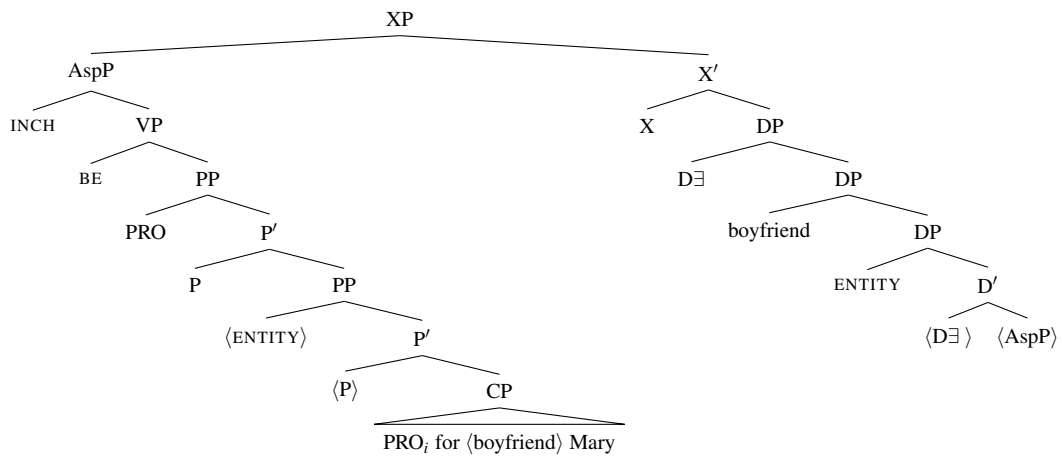 XP
AspP X′
INCH VP X DP
BE PP D∃ DP
PRO P′ boyfriend DP
P PP ENTITY D′
⟨ENTITY⟩ P′ ⟨D∃ ⟩ ⟨AspP⟩
⟨P⟩ CP
PROᵢ for ⟨boyfriend⟩ Mary